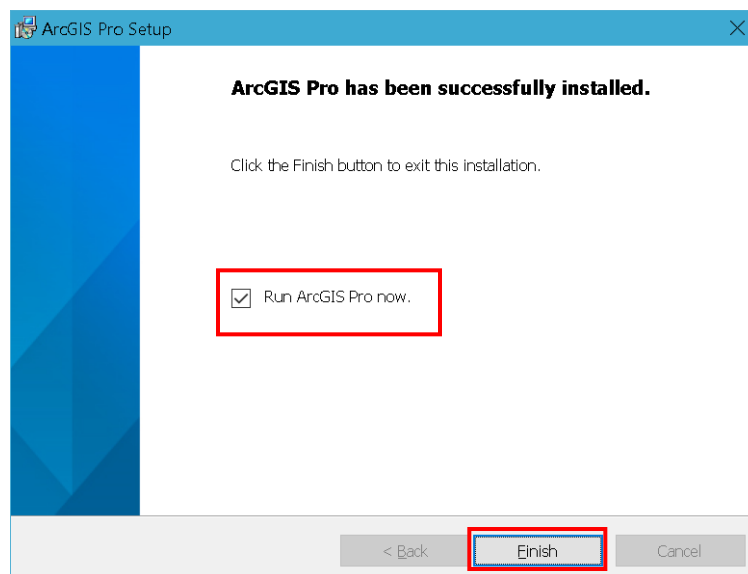 ArcGIS Pro Setup
ArcGIS Pro has been successfully installed.
Click the Finish button to exit this installation.
Run ArcGIS Pro now.
< Back
Finish
Cancel